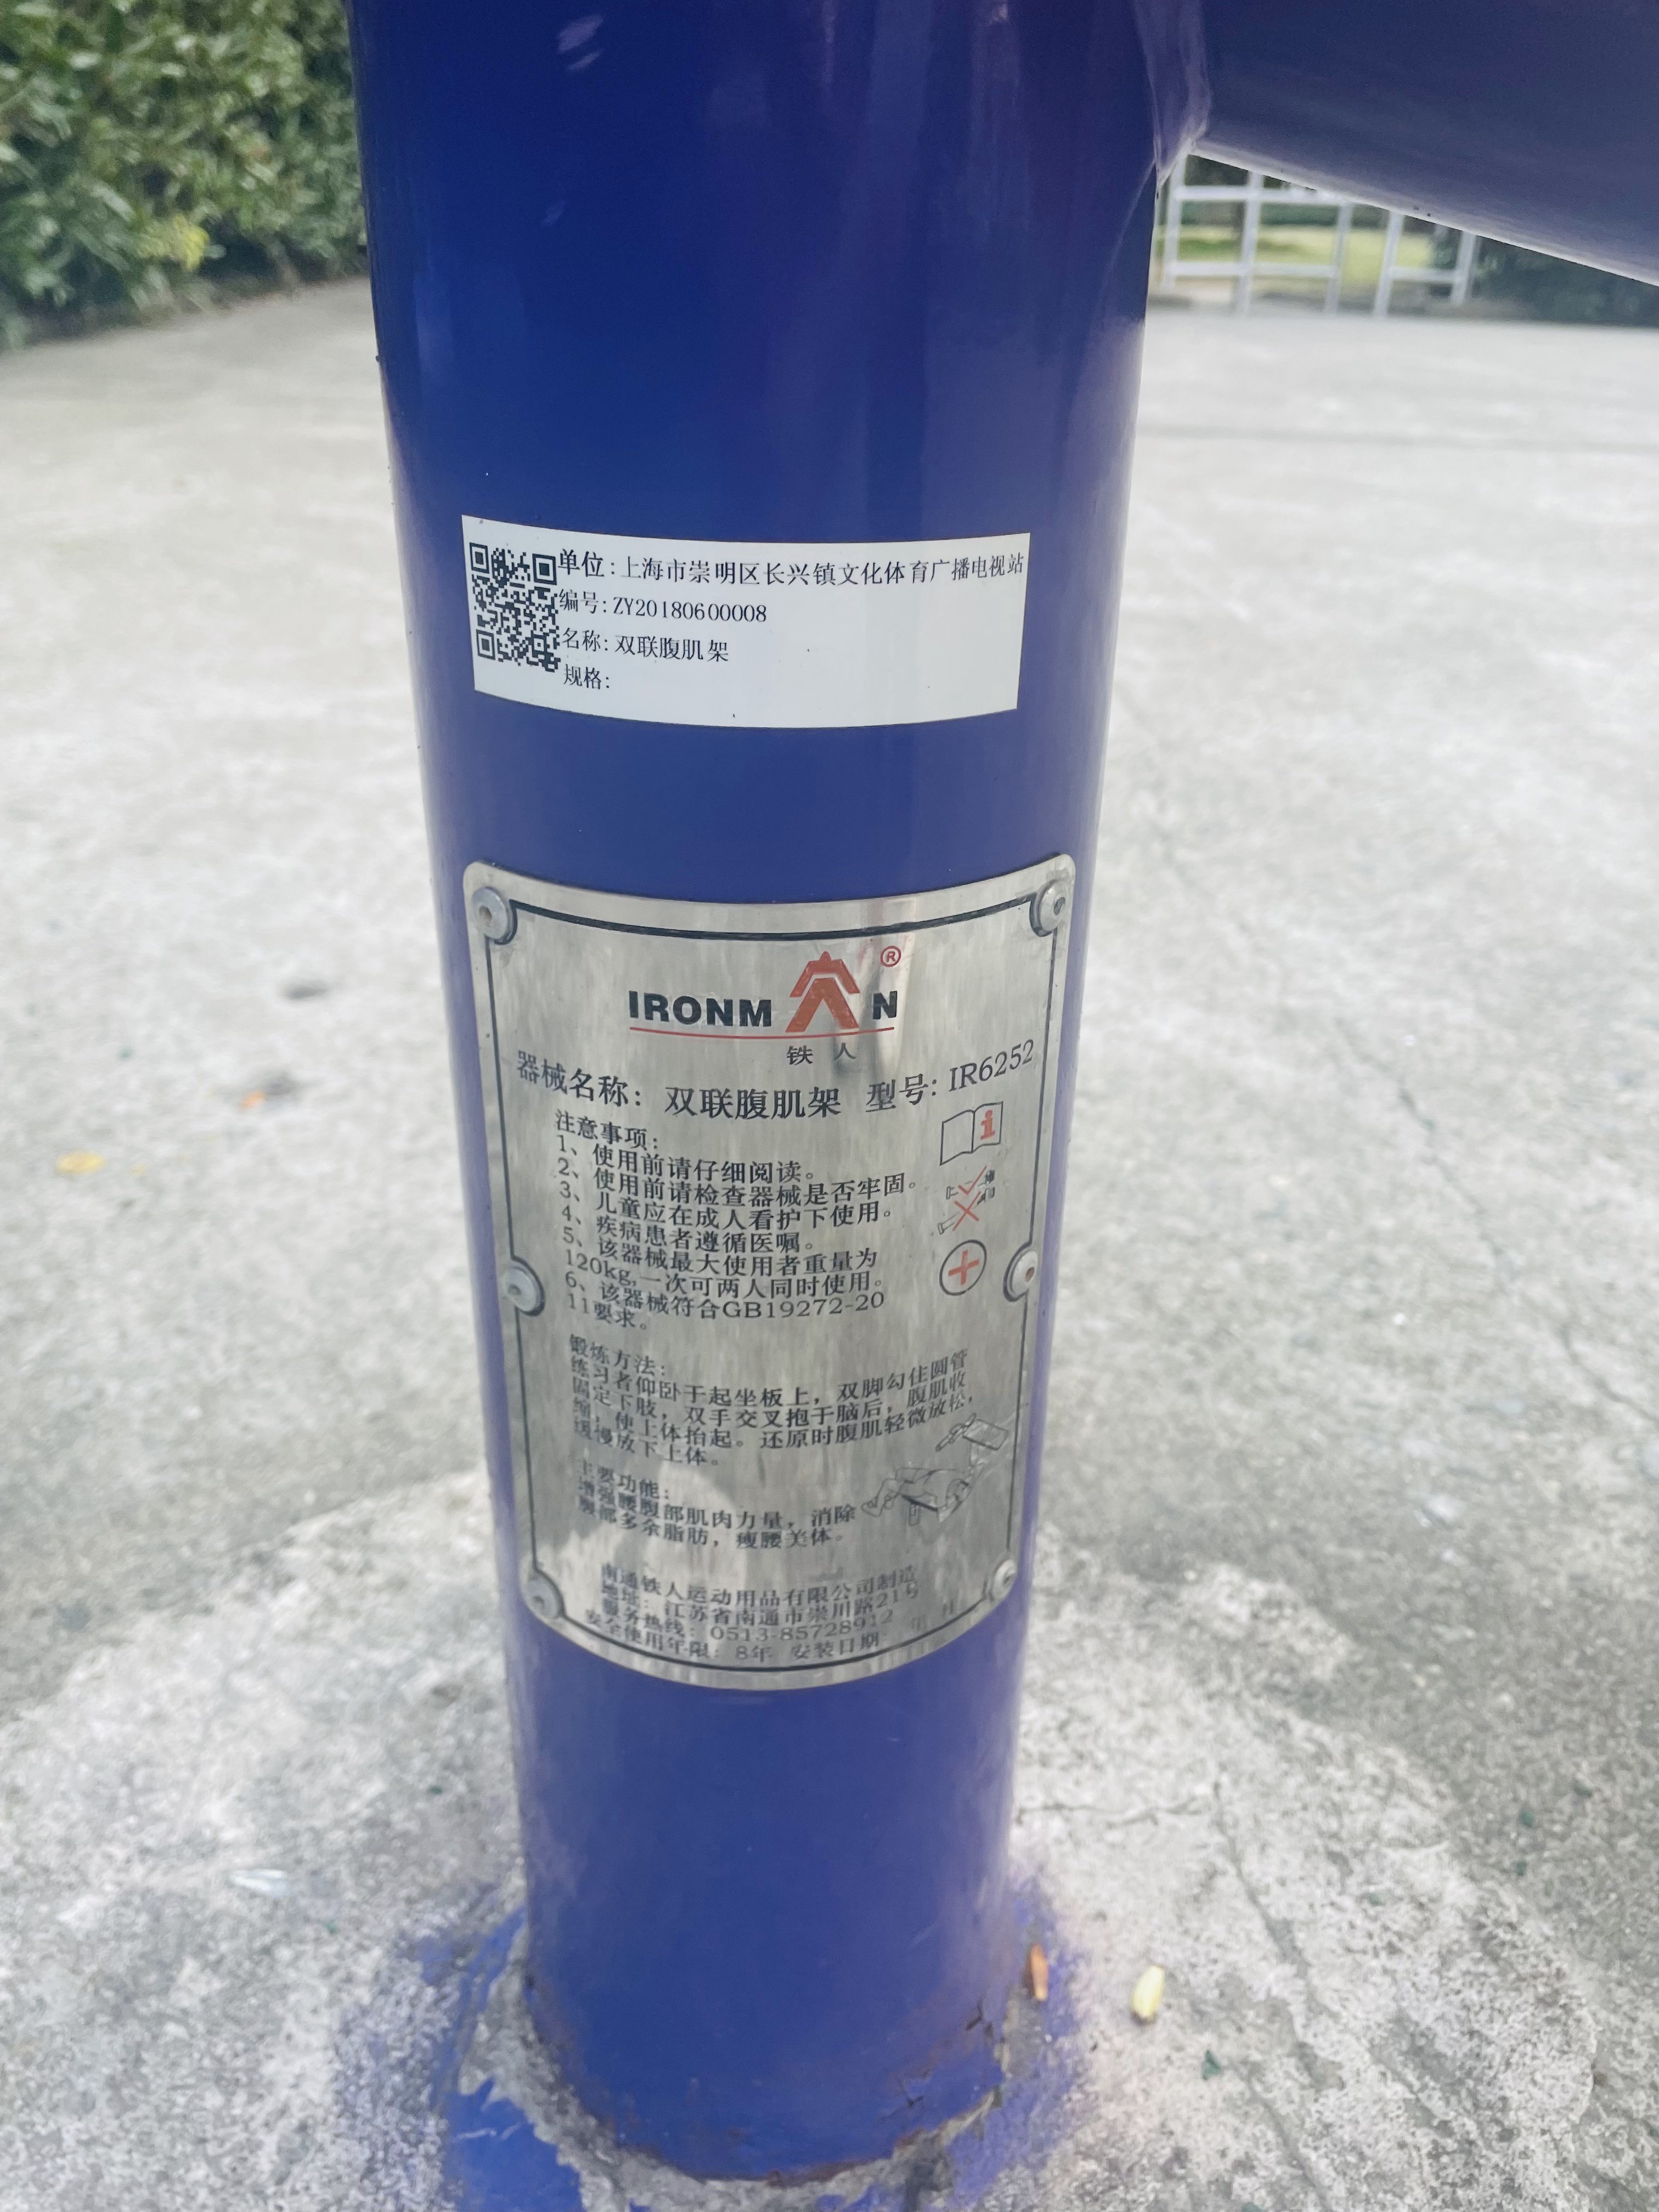 单位:上海市崇明区长兴镇文化体育广播电视站
编号:ZY20180600008
名称:双联腹肌架
规格:
IRONMAN®
铁人
器械名称：双联腹肌架 型号: IR6252
注意事项:
1、使用前请仔细阅读。
2、使用前请检查器械是否牢固。
3、儿童应在成人看护下使用。
4、疾病患者遵循医嘱。
5、该器械最大使用者重量为
120kg,一次可两人同时使用。
6、该器械符合GB19272-20
11要求。
锻炼方法:
练习者仰卧于起坐板上，双脚勾住圆管
固定下肢，双手交叉抱于脑后，腹肌收
缩，使上体抬起。还原时腹肌轻微放松，
缓慢放下上体。
主要功能:
增强腰腹部肌肉力量，消除
腹部多余脂肪，瘦腰美体。
南通铁人运动用品有限公司制造
地址：江苏省南通市崇川路21号
服务热线：0513-85728912
安全使用年限：8年 安装日期 年 月